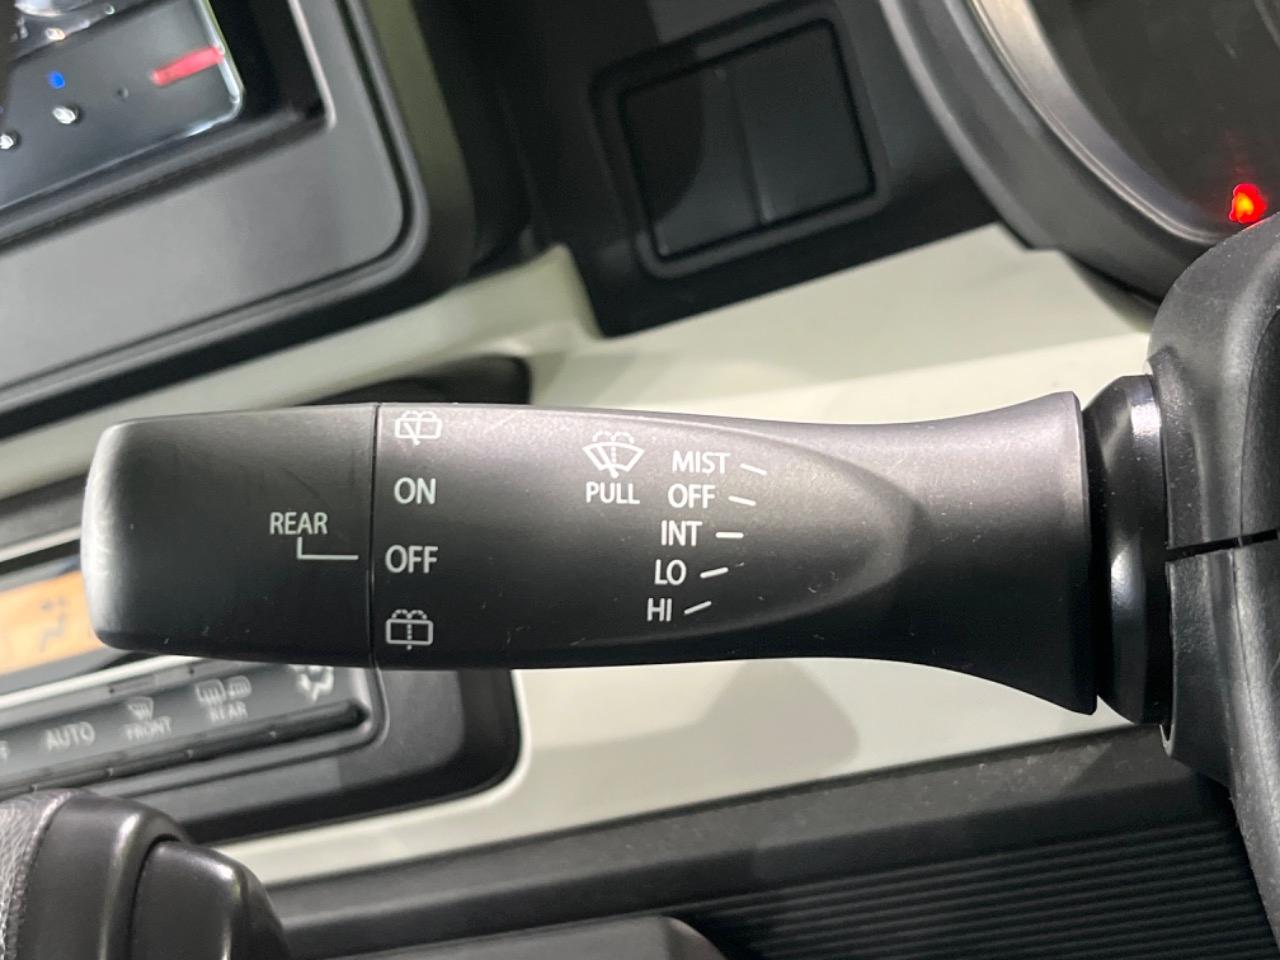 MIST
PULL
OFF
INT
LO
HI
ON
REAR
OFF
AUTO
FRONT
REAR